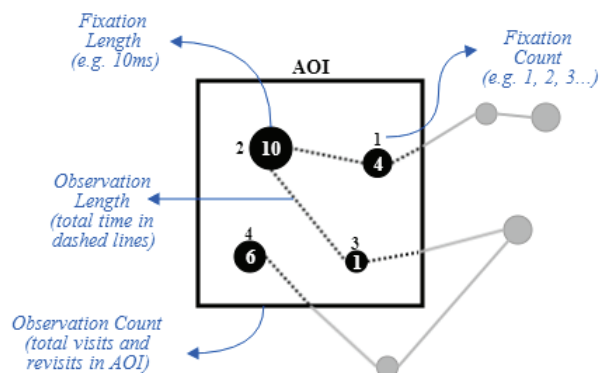 Fixation
Length
(e.g. 10ms)
Fixation
Count
(e.g. 1, 2, 3...)
AOI
1
2
10
4
Observation
Length
(total time in
dashed lines)
4
3
6
1
Observation Count
(total visits and
revisits in AOI)